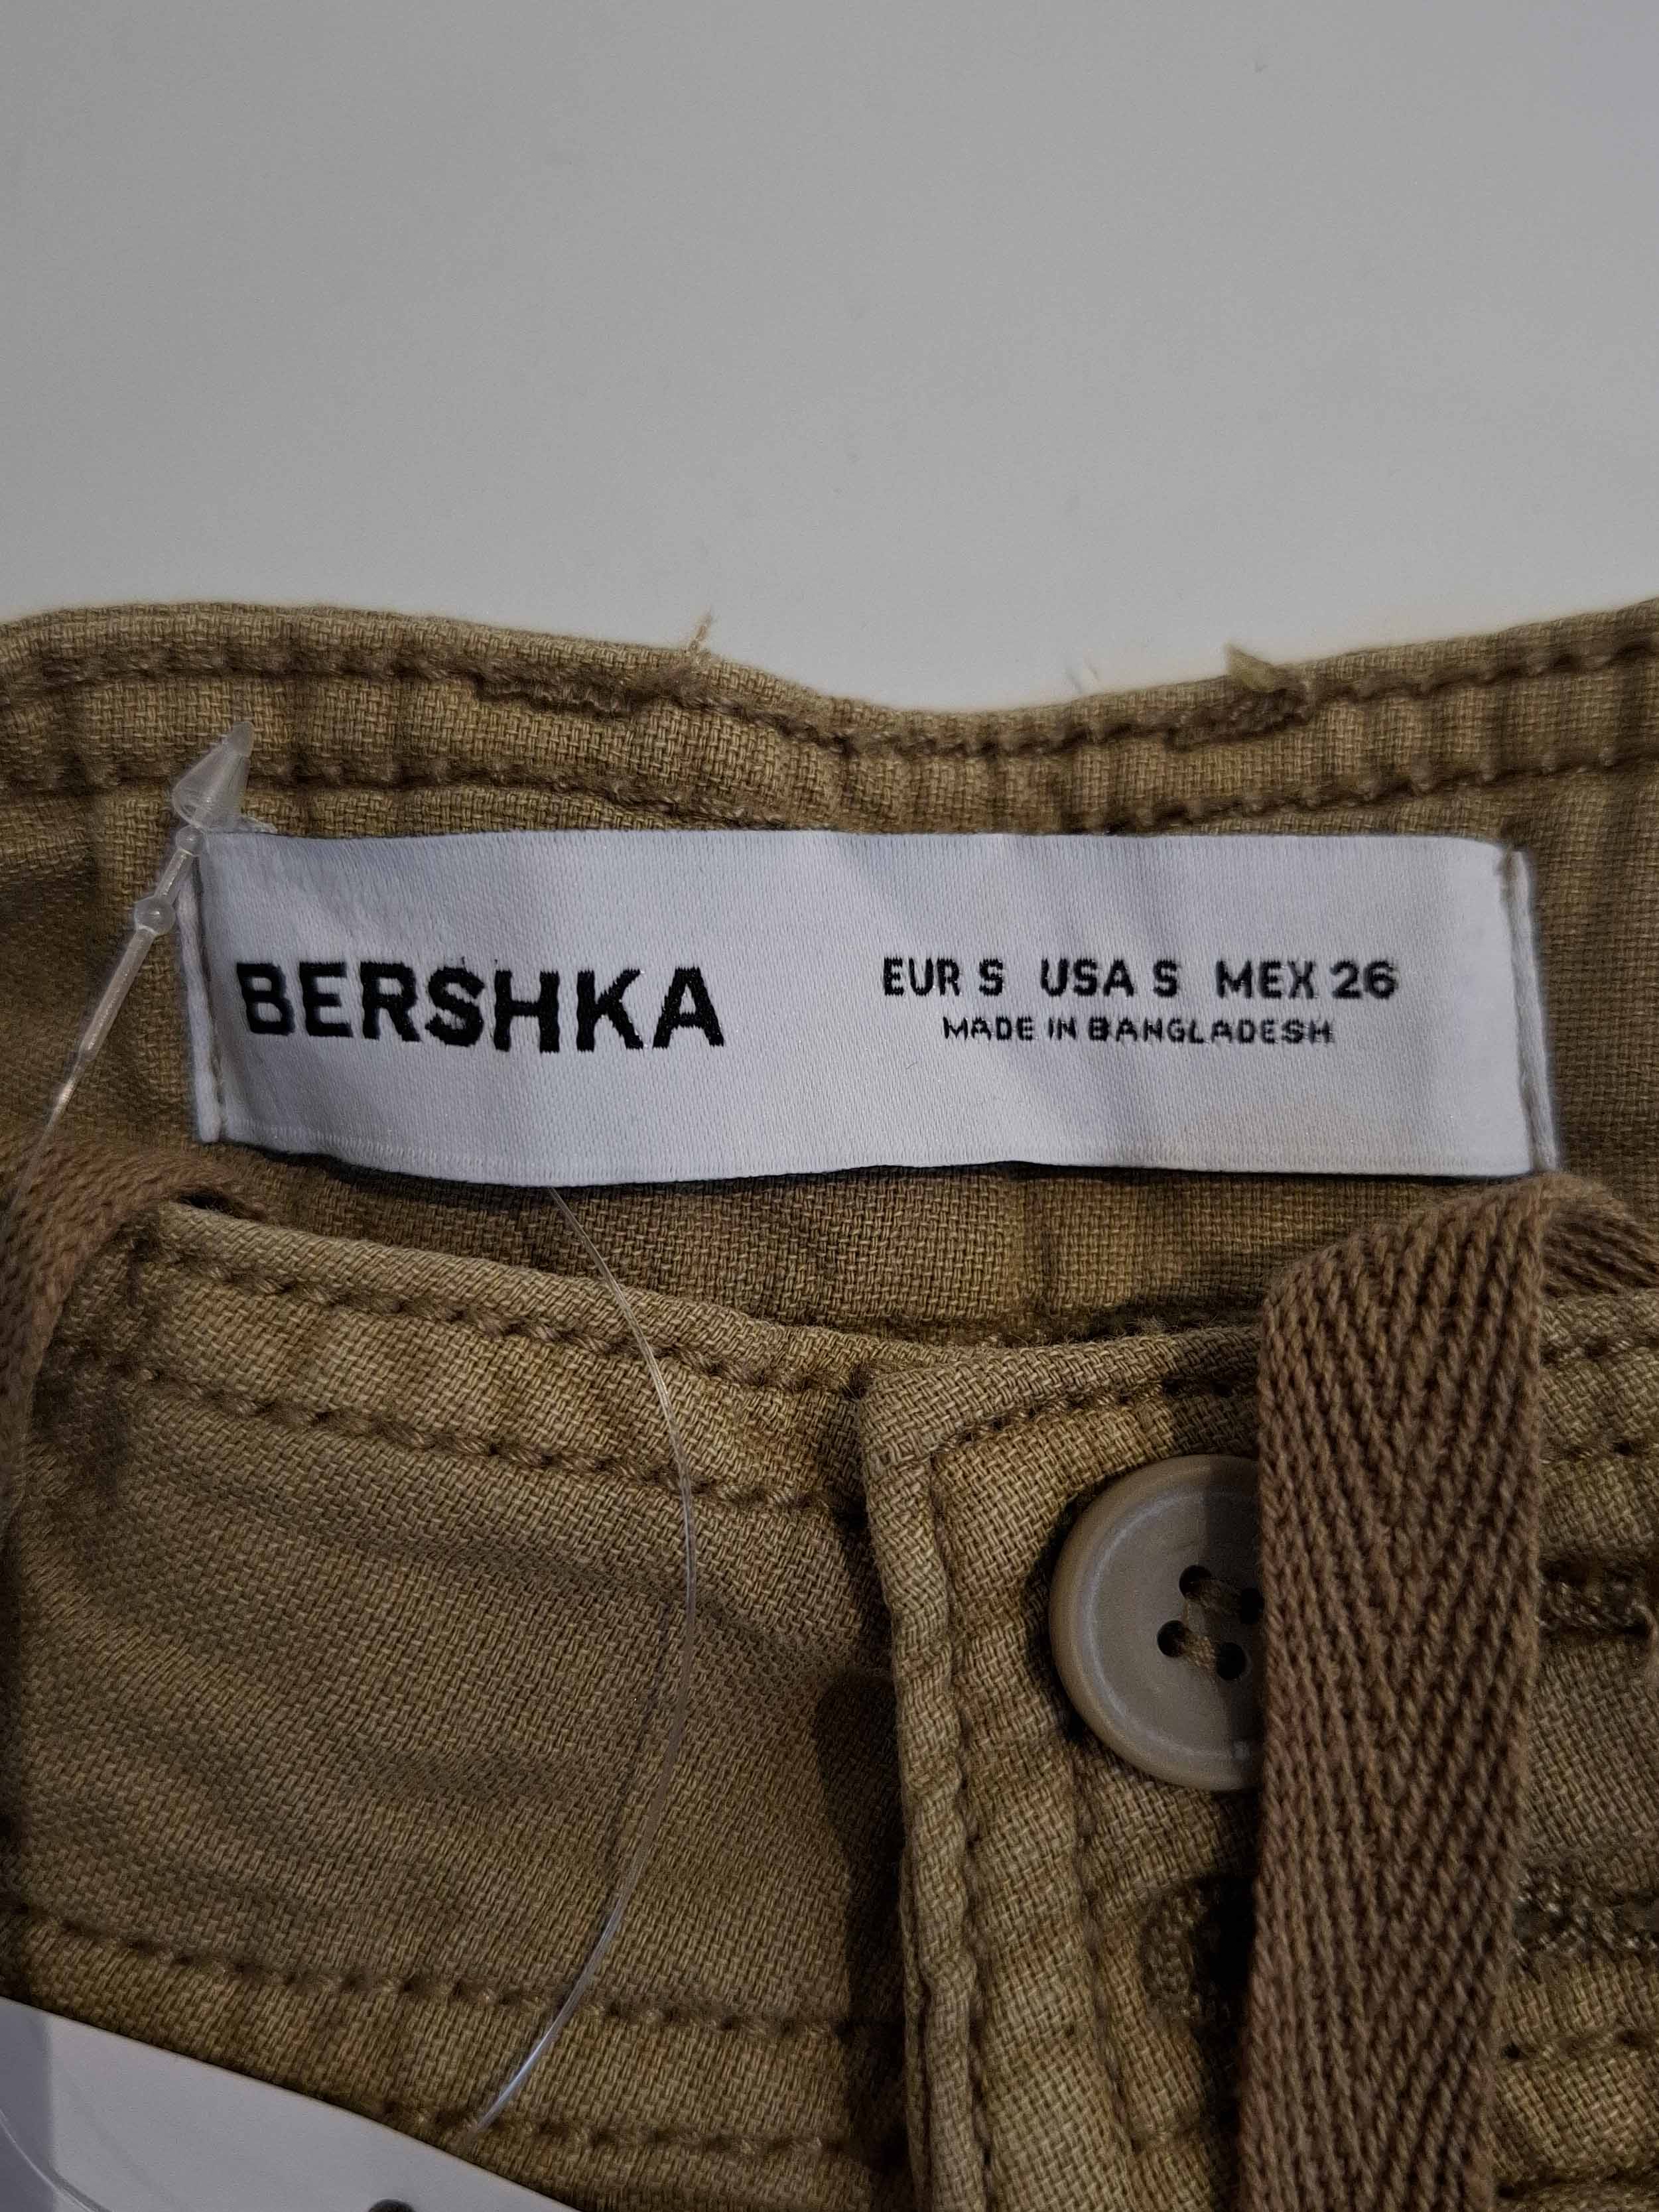 BERSHKA
EUR S USA S MEX 26
MADE IN BANGLADESH